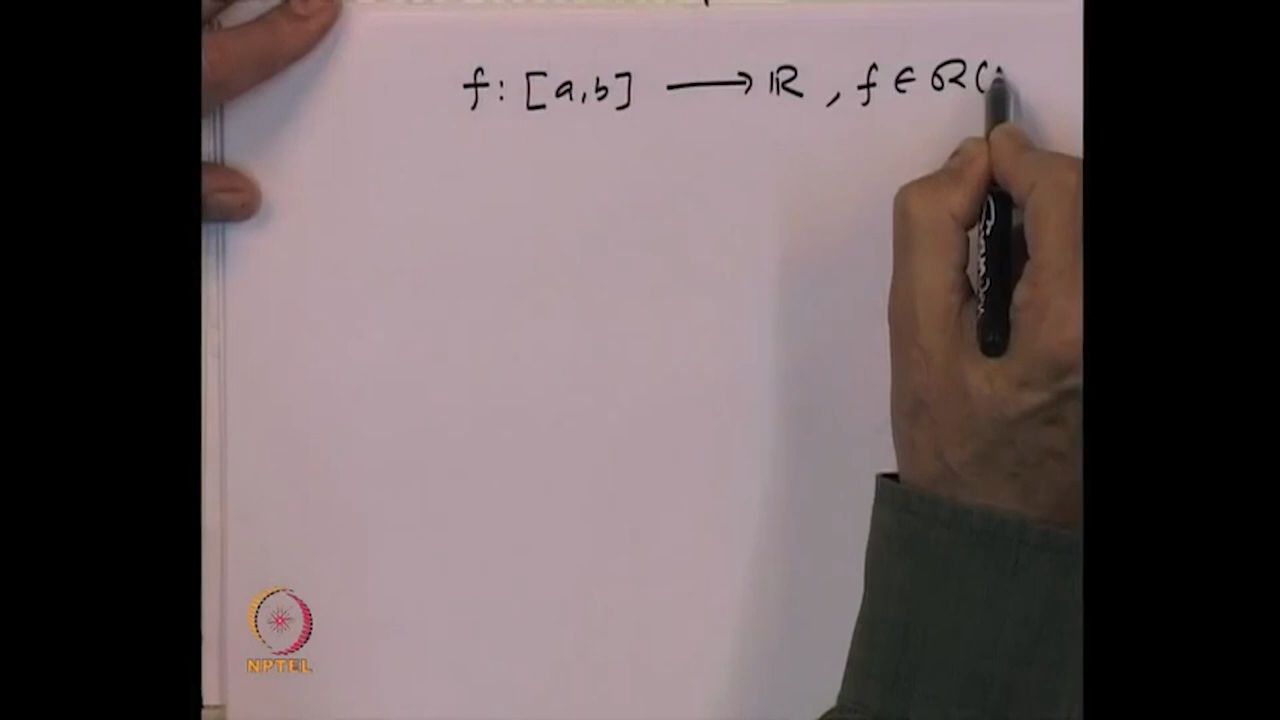 f : [a,b] ⟶ ℝ , f ∈ ℛ(
NPTEL